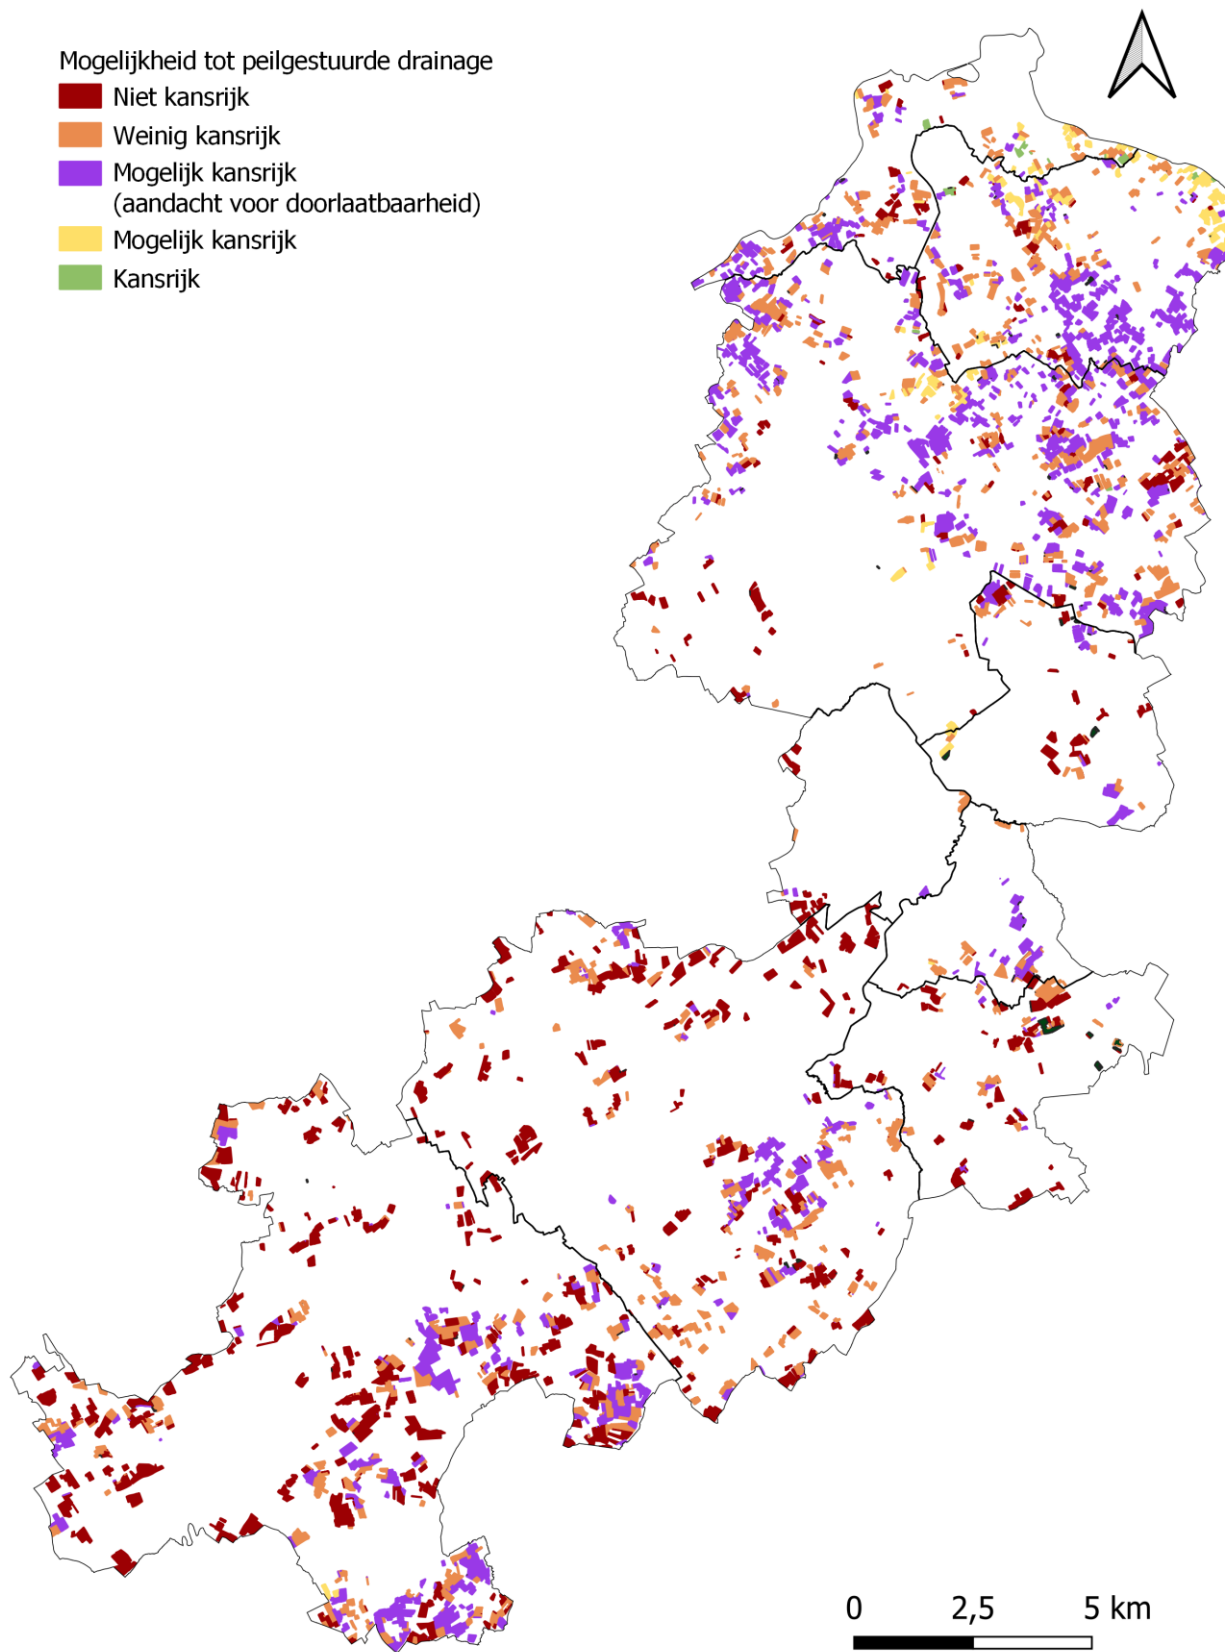 Mogelijkheid tot peilgestuurde drainage
Niet kansrijk
Weinig kansrijk
Mogelijk kansrijk
(aandacht voor doorlaatbaarheid)
Mogelijk kansrijk
Kansrijk
0 2,5 5 km